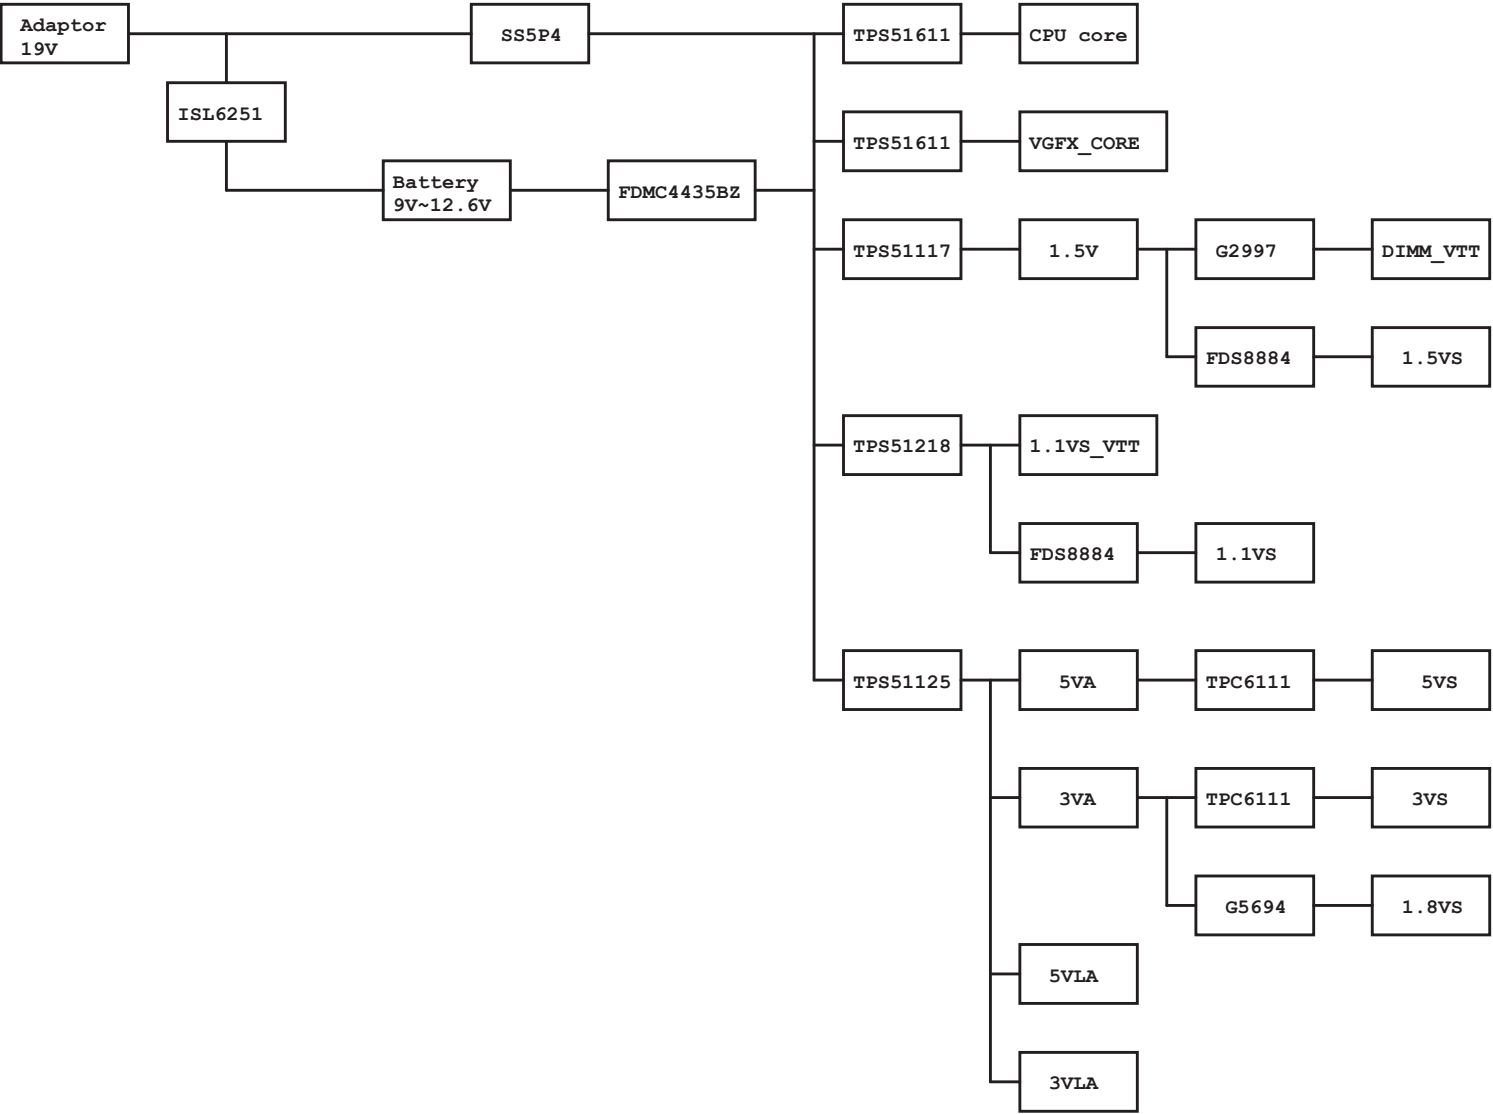 Adaptor
19V
SS5P4
TPS51611
CPU core
ISL6251
TPS51611
VGFX_CORE
Battery
9V~12.6V
FDMC4435BZ
TPS51117
1.5V
G2997
DIMM_VTT
FDS8884
1.5VS
TPS51218
1.1VS_VTT
FDS8884
1.1VS
TPS51125
5VA
TPC6111
5VS
3VA
TPC6111
3VS
G5694
1.8VS
5VLA
3VLA